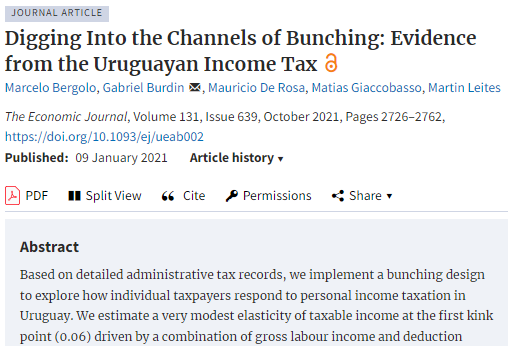 JOURNAL ARTICLE
Digging Into the Channels of Bunching: Evidence
from the Uruguayan Income Tax
Marcelo Bergolo, Gabriel Burdin, Mauricio De Rosa, Matias Giaccobasso, Martin Leites
The Economic Journal, Volume 131, Issue 639, October 2021, Pages 2726–2762,
https://doi.org/10.1093/ej/ueab002
Published: 09 January 2021 Article history
PDF Split View Cite Permissions Share
Abstract
Based on detailed administrative tax records, we implement a bunching design
to explore how individual taxpayers respond to personal income taxation in
Uruguay. We estimate a very modest elasticity of taxable income at the first kink
point (0.06) driven by a combination of gross labour income and deduction